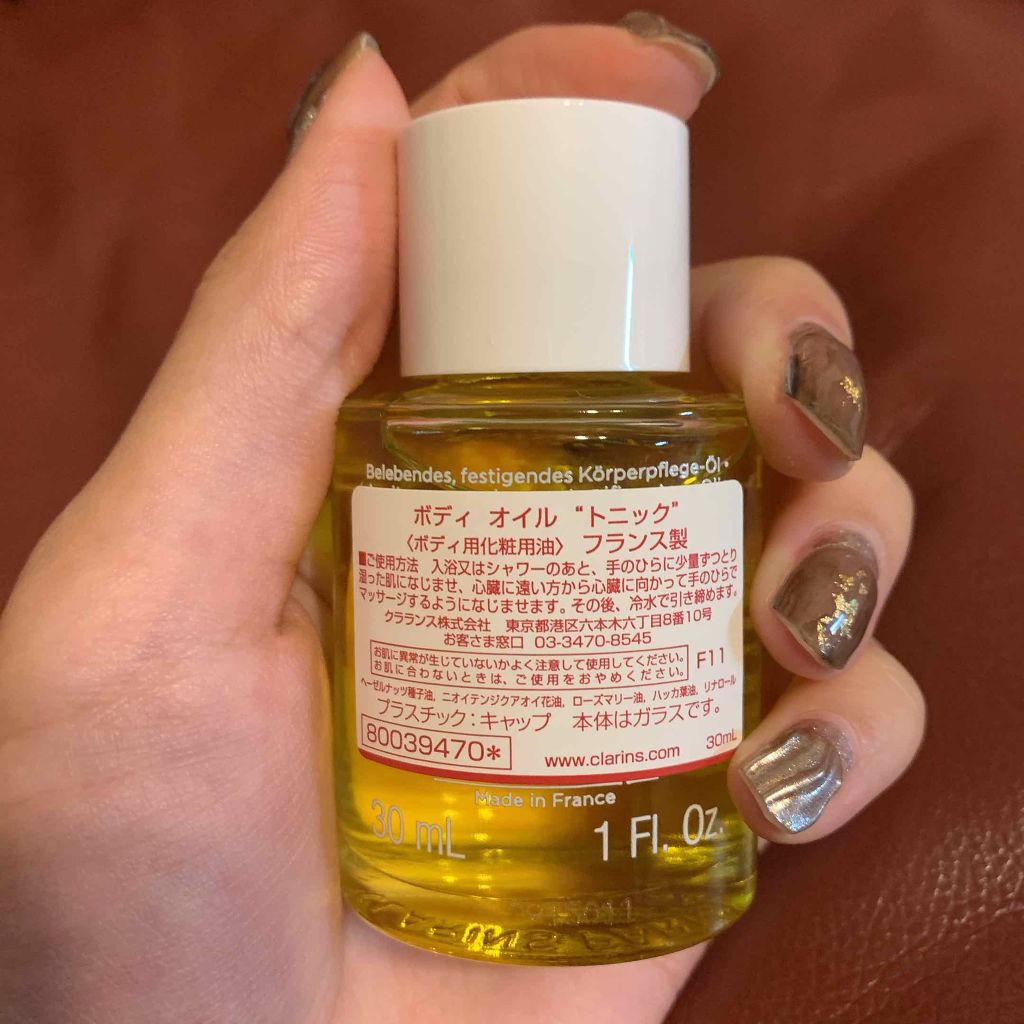 Belebendes, festigendes Körperpflege-Öl •
ボディ オイル “トニック”
〈ボディ用化粧用油〉 フランス製
■ご使用方法 入浴又はシャワーのあと、手のひらに少量ずつとり
湿った肌になじませ、心臓に遠い方から心臓に向かって手のひらで
マッサージするようになじませます。その後、冷水で引き締めます。
クラランス株式会社 東京都港区六本木六丁目8番10号
お客さま窓口 03-3470-8545
お肌に異常が生じていないかよく注意して使用してください。
お肌に合わないときは、ご使用をおやめください。
F11
ヘーゼルナッツ種子油, ニオイテンジクアオイ花油, ローズマリー油, ハッカ葉油, リナロール
プラスチック：キャップ 本体はガラスです。
80039470*
www.clarins.com
30mL
Made in France
30 mL
1 Fl. Oz.